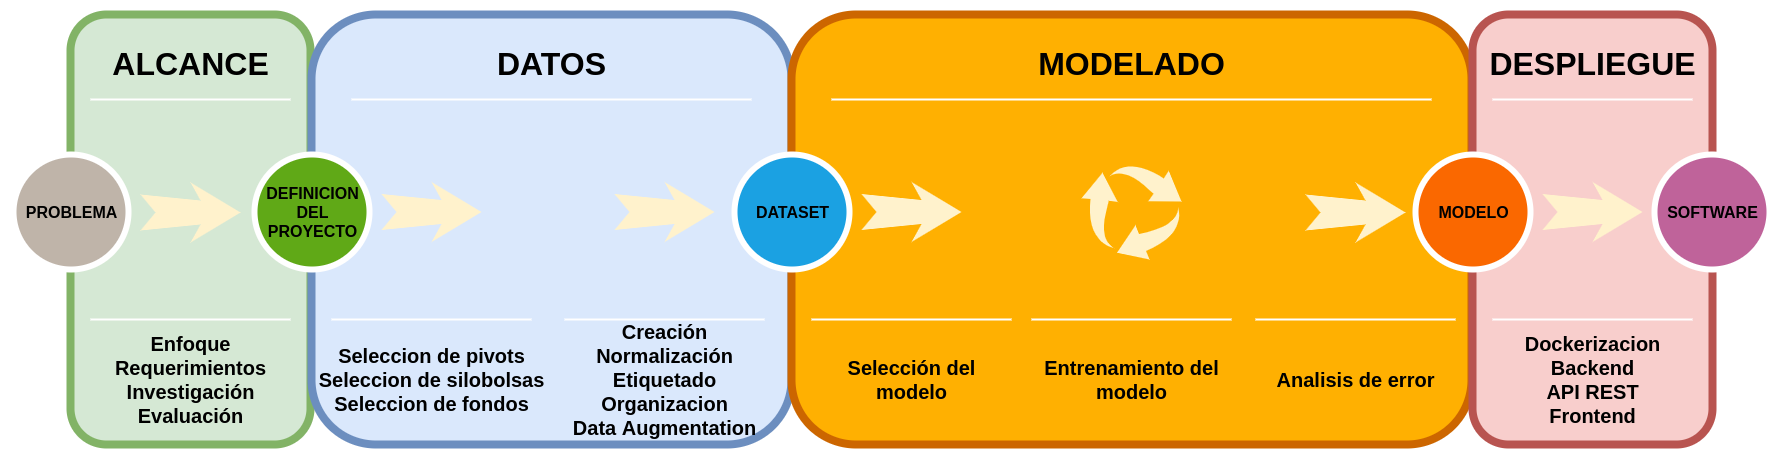 ALCANCE
DATOS
MODELADO
DESPLIEGUE
PROBLEMA
DEFINICION
DEL
PROYECTO
DATASET
MODELO
SOFTWARE
Enfoque
Requerimientos
Investigación
Evaluación
Seleccion de pivots
Seleccion de silobolsas
Seleccion de fondos
Creación
Normalización
Etiquetado
Organizacion
Data Augmentation
Selección del
modelo
Entrenamiento del
modelo
Analisis de error
Dockerizacion
Backend
API REST
Frontend